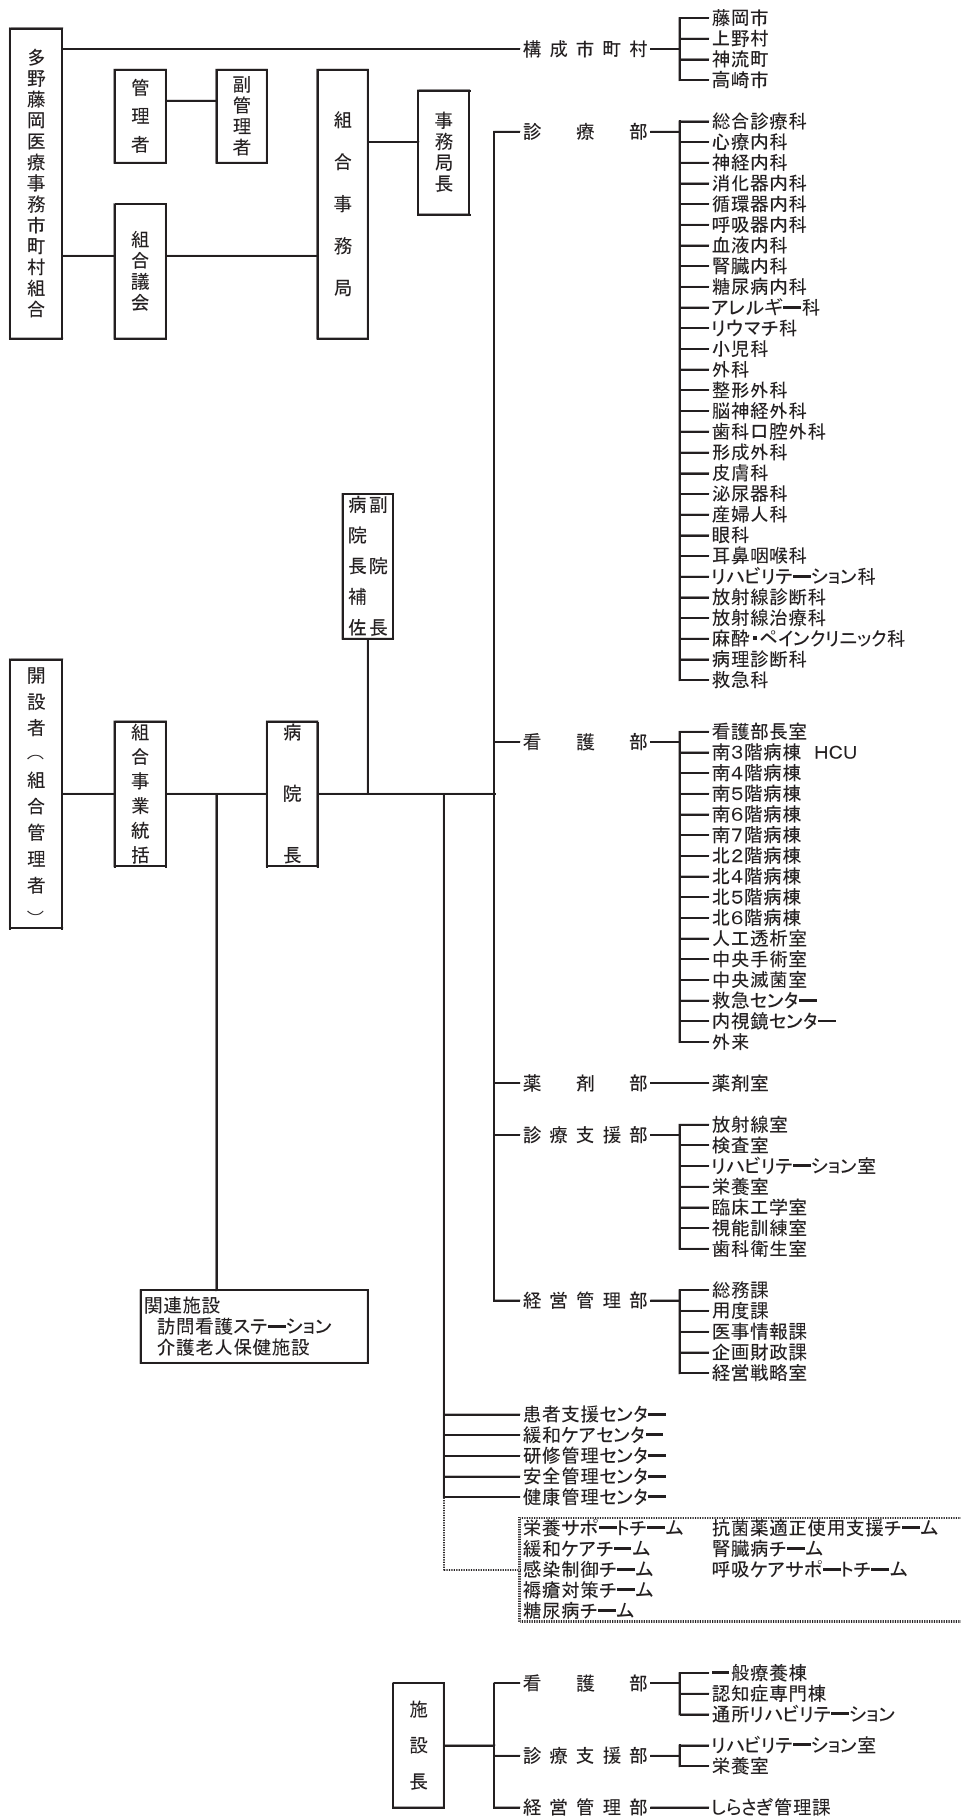 多野藤岡医療事務市町村組合
管理者
副管理者
組合議会
組合事務局
事務局長
構成市町村
藤岡市
上野村
神流町
高崎市
診療部
総合診療科
心療内科
神経内科
消化器内科
循環器内科
呼吸器内科
血液内科
腎臓内科
糖尿病内科
アレルギー科
リウマチ科
小児科
外科
整形外科
脳神経外科
歯科口腔外科
形成外科
皮膚科
泌尿器科
産婦人科
眼科
耳鼻咽喉科
リハビリテーション科
放射線診断科
放射線治療科
麻酔・ペインクリニック科
病理診断科
救急科
副院長
病院長補佐
開設者（組合管理者）
組合事業統括
病院長
看護部
看護部長室
南3階病棟 HCU
南4階病棟
南5階病棟
南6階病棟
南7階病棟
北2階病棟
北4階病棟
北5階病棟
北6階病棟
人工透析室
中央手術室
中央滅菌室
救急センター
内視鏡センター
外来
薬剤部
薬剤室
診療支援部
放射線室
検査室
リハビリテーション室
栄養室
臨床工学室
視能訓練室
歯科衛生室
経営管理部
総務課
用度課
医事情報課
企画財政課
経営戦略室
関連施設
訪問看護ステーション
介護老人保健施設
患者支援センター
緩和ケアセンター
研修管理センター
安全管理センター
健康管理センター
栄養サポートチーム 抗菌薬適正使用支援チーム
緩和ケアチーム 腎臓病チーム
感染制御チーム 呼吸ケアサポートチーム
褥瘡対策チーム
糖尿病チーム
施設長
看護部
一般療養棟
認知症専門棟
通所リハビリテーション
診療支援部
リハビリテーション室
栄養室
経営管理部
しらさぎ管理課